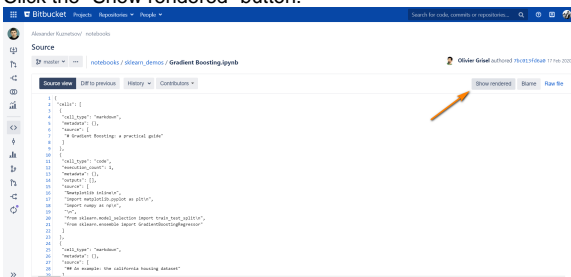 Click the "Show rendered" button.
Bitbucket Projects Repositories People Search for code, commits or repositories...
Alexander Kuznetsov/ notebooks
Source
master ... notebooks / sklearn_demos / Gradient Boosting.ipynb Olivier Grisel authored 17 Feb 2020
Source view Diff to previous History Contributors Show rendered Blame Raw file
1 {
2 "cells": [
3 {
4 "cell_type": "markdown",
5 "metadata": {},
6 "source": [
7 "# Gradient Boosting: a practical guide"
8 ]
9 },
10 {
11 "cell_type": "code",
12 "execution_count": 1,
13 "metadata": {},
14 "outputs": [],
15 "source": [
16 "%matplotlib inline\n",
17 "import matplotlib.pyplot as plt\n",
18 "import numpy as np\n",
19 "\n",
20 "from sklearn.model_selection import train_test_split\n",
21 "from sklearn.ensemble import GradientBoostingRegressor"
22 ]
23 },
24 {
25 "cell_type": "markdown",
26 "metadata": {},
27 "source": [
28 "## An example: the california housing dataset"